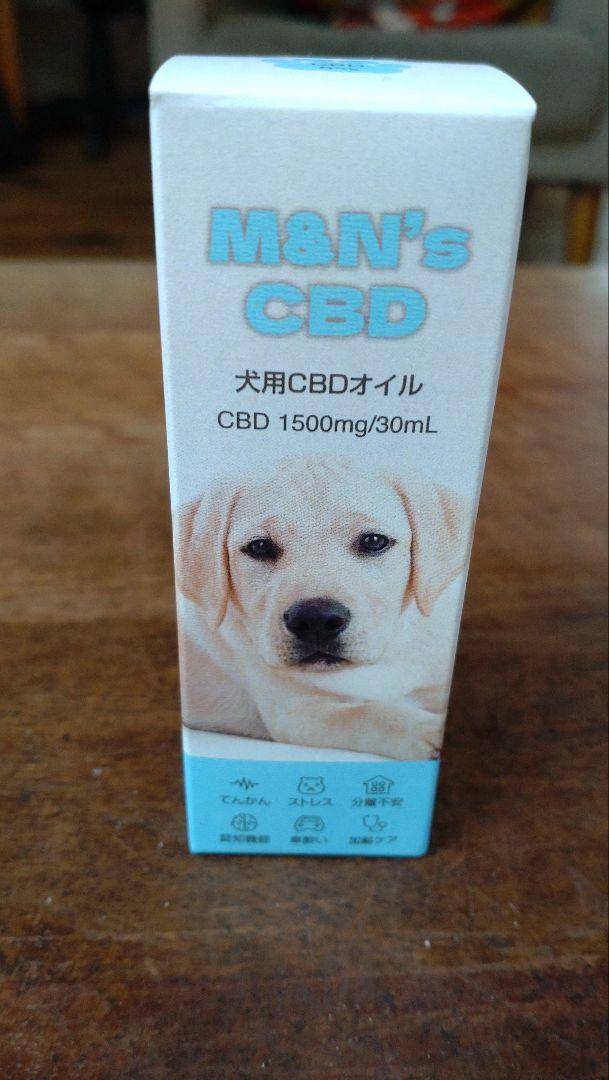 CBD
M&N's
CBD
犬用CBDオイル
CBD 1500mg/30mL
てんかん ストレス 分離不安
認知機能 車酔い 加齢ケア